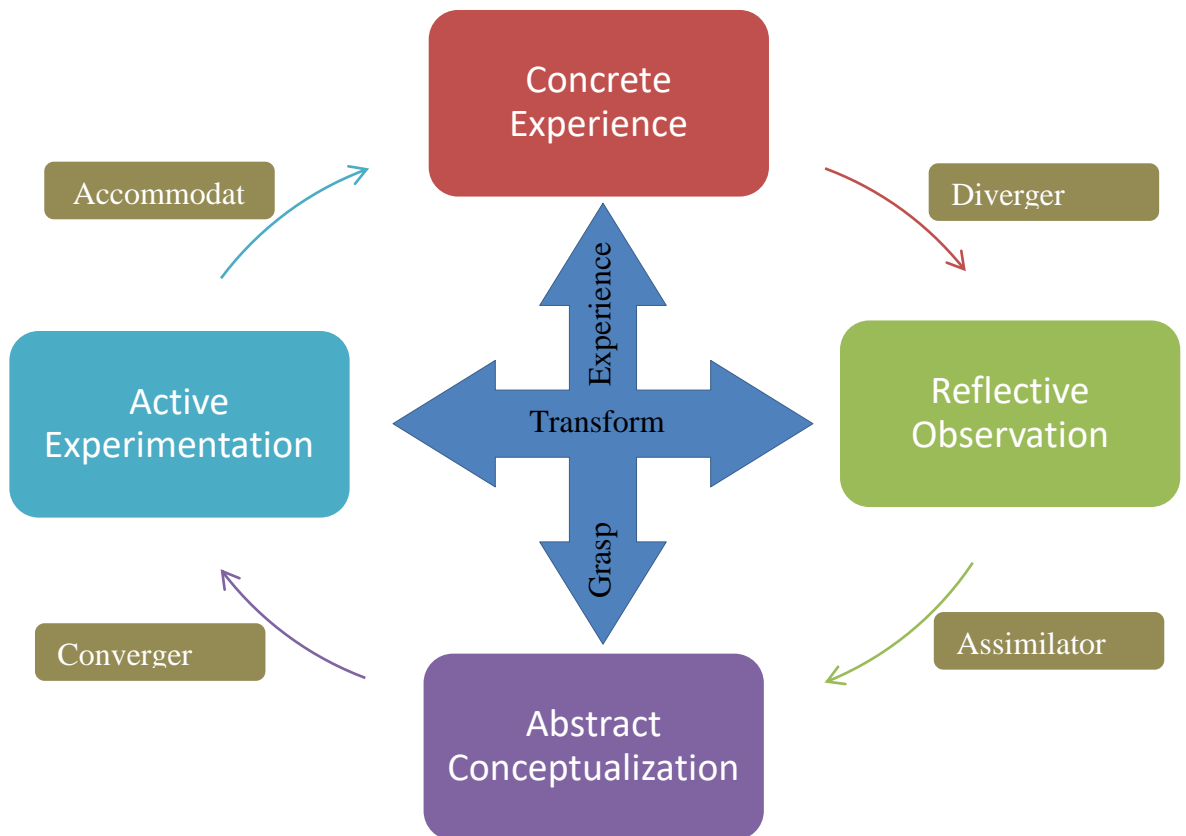 Concrete
Experience
Accommodat
Diverger
Experience
Active
Experimentation
Transform
Reflective
Observation
Grasp
Converger
Assimilator
Abstract
Conceptualization